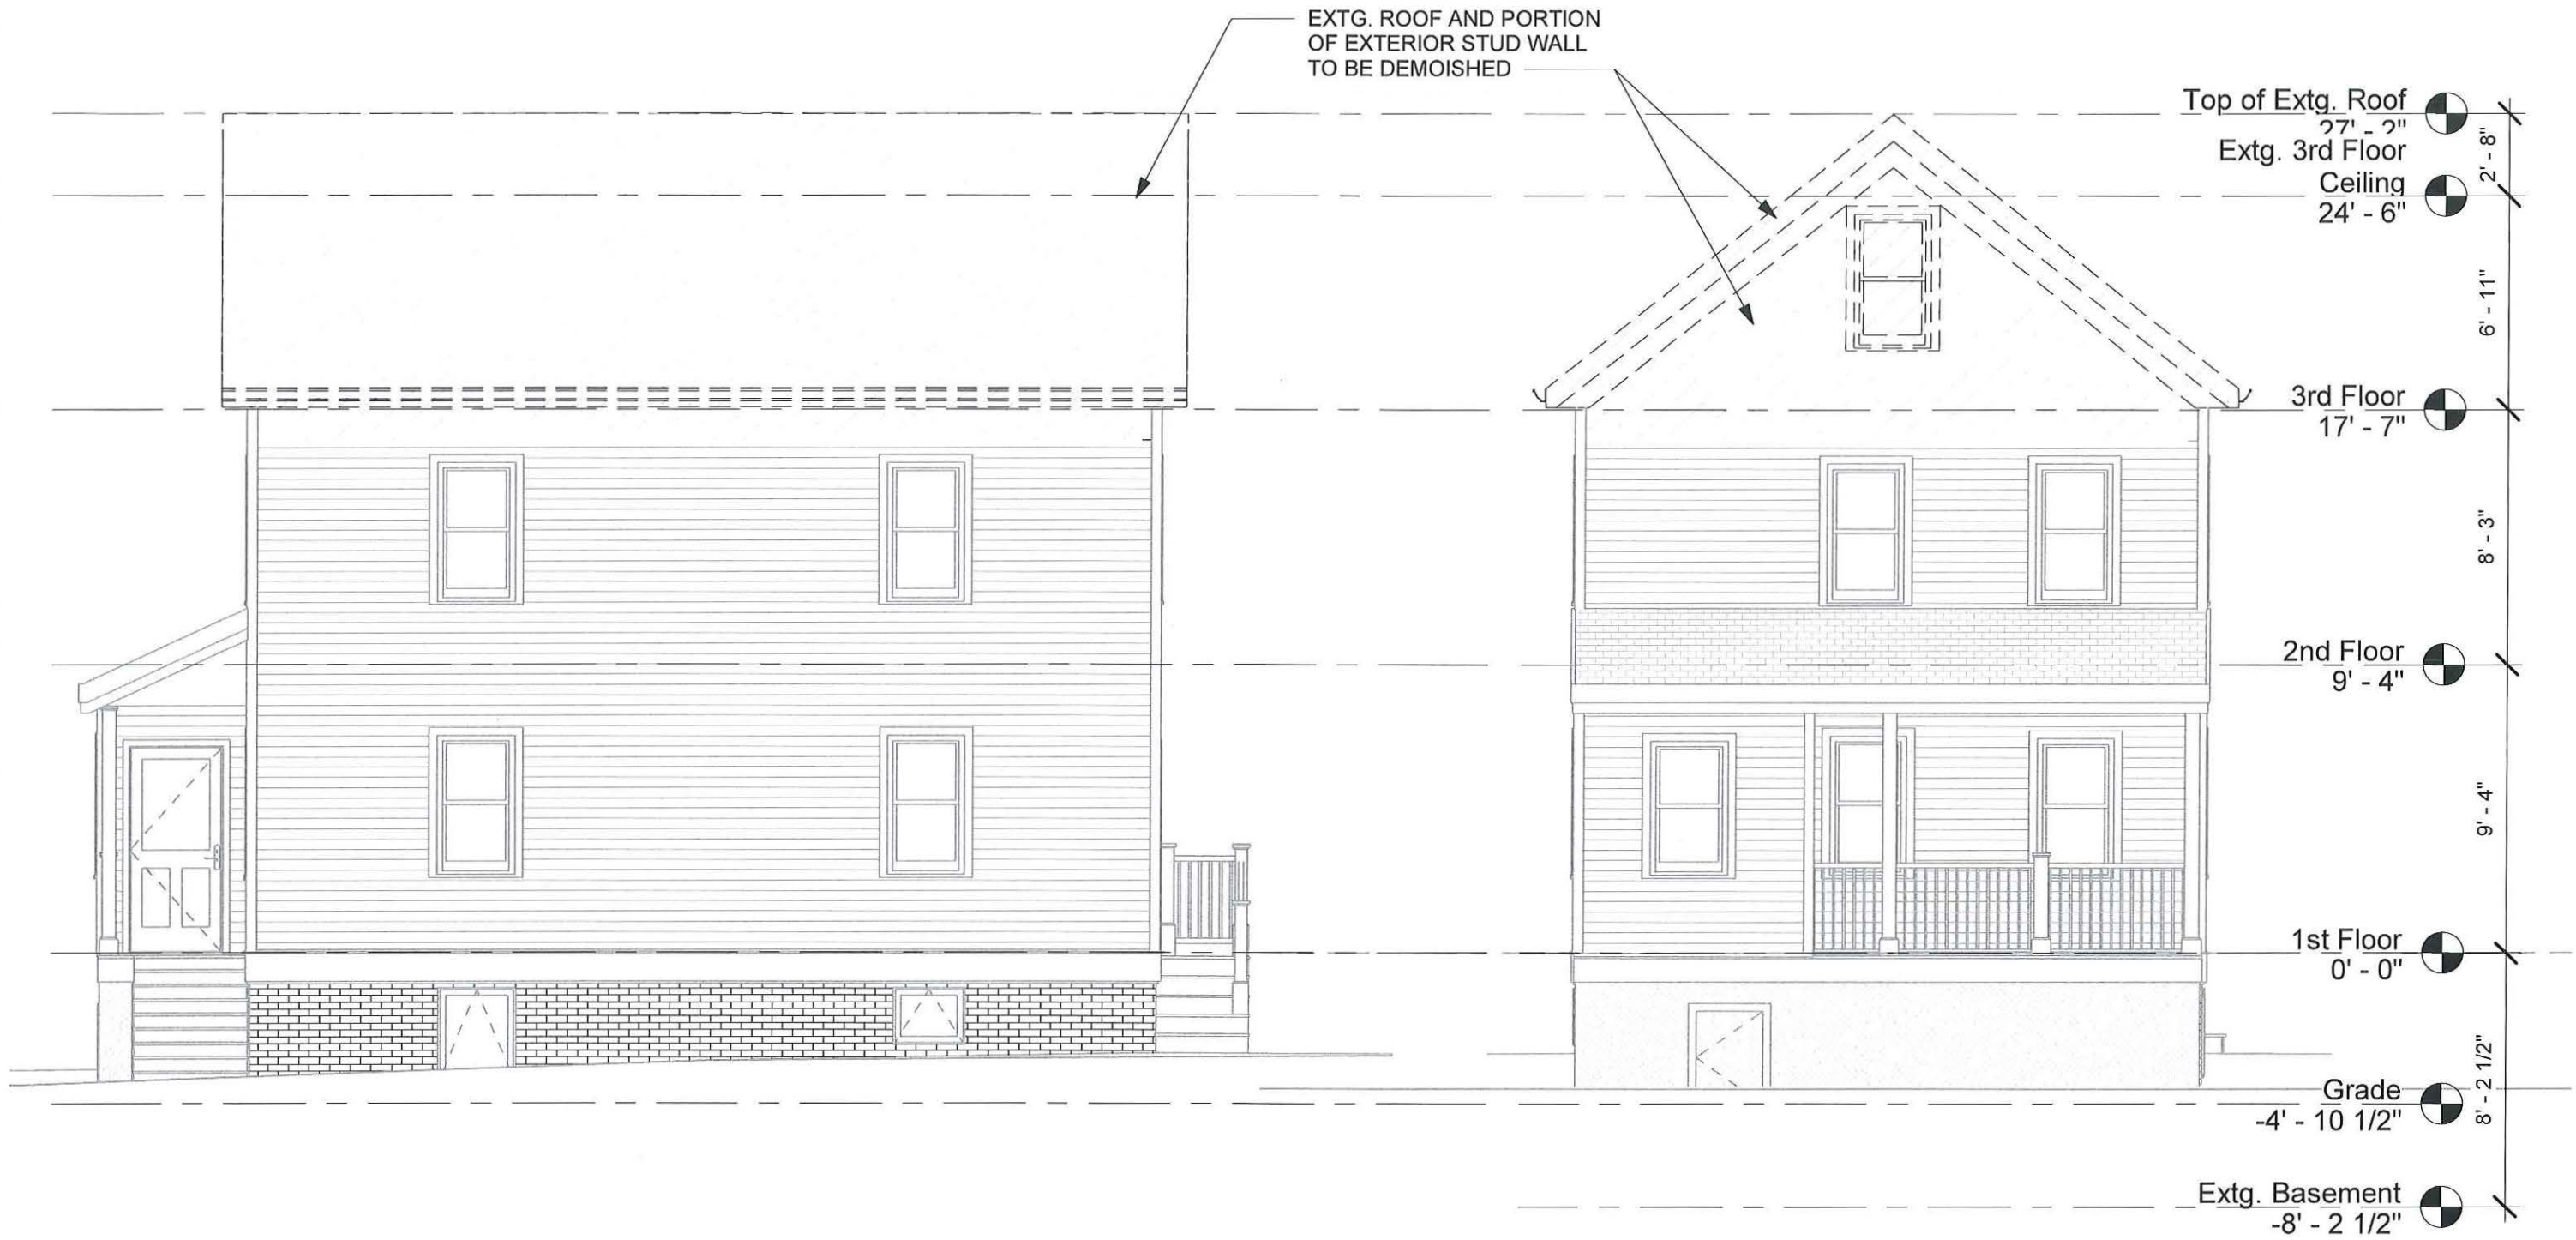 EXTG. ROOF AND PORTION
OF EXTERIOR STUD WALL
TO BE DEMOISHED
Top of Extg. Roof
27' - 2"
2' - 8"
Extg. 3rd Floor
Ceiling
24' - 6"
6' - 11"
3rd Floor
17' - 7"
8' - 3"
2nd Floor
9' - 4"
9' - 4"
1st Floor
0' - 0"
8' - 2 1/2"
Grade
-4' - 10 1/2"
Extg. Basement
-8' - 2 1/2"